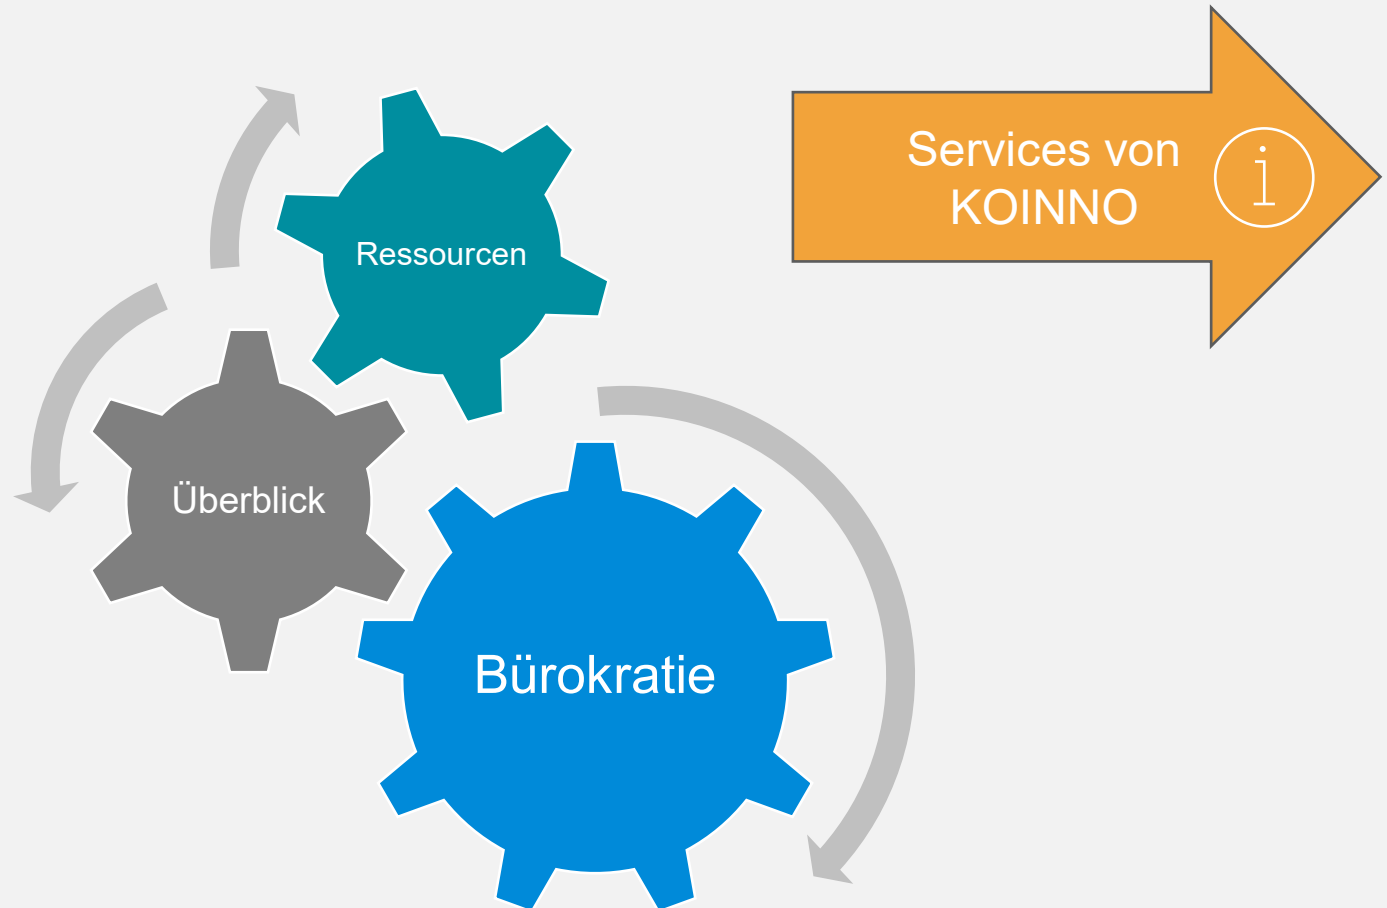 Services von
KOINNO
i
Ressourcen
Überblick
Bürokratie